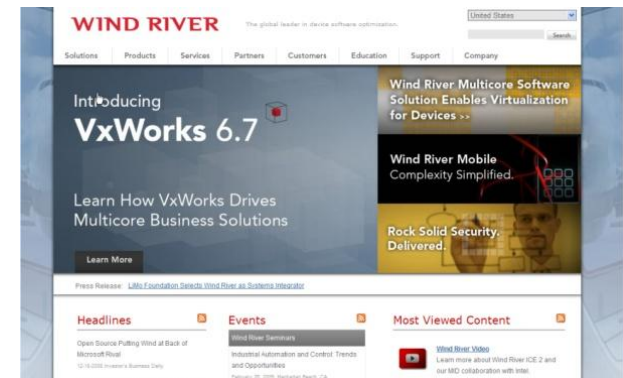 WIND RIVER
The global leader in device software optimization.
United States
Search
Solutions Products Services Partners Customers Education Support Company
Introducing
VxWorks 6.7
Learn How VxWorks Drives
Multicore Business Solutions
Learn More
Wind River Multicore Software
Solution Enables Virtualization
for Devices >>
Wind River Mobile
Complexity Simplified.
Rock Solid Security.
Delivered.
Press Release: LiMo Foundation Selects Wind River as Systems Integrator
Headlines
Open Source Putting Wind at Back of
Microsoft Rival
Investor's Business Daily
Events
Wind River Seminars
Industrial Automation and Control Trends
and Opportunities
Most Viewed Content
Wind River Video
Learn more about Wind River ICE 2 and
our MID collaboration with Intel.